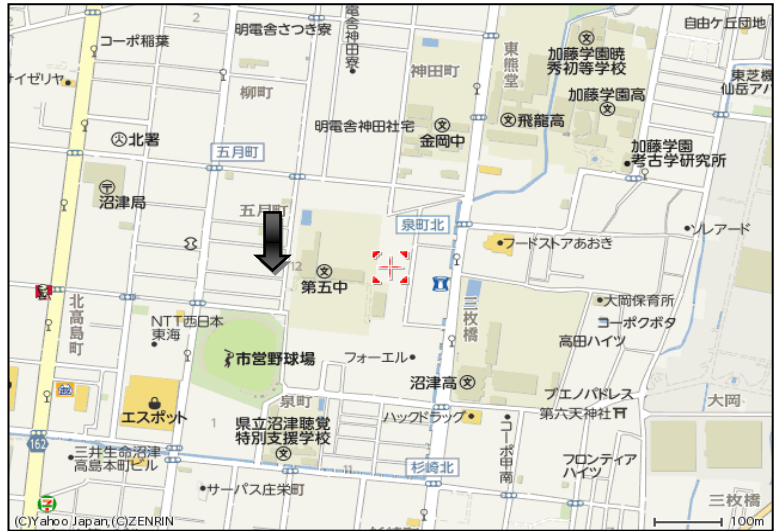 2
明電舎さつき寮
明電舎
神田寮
自由ケ丘団地
コーポ稲葉
東熊堂
加藤学園暁
秀初等学校
サイゼリヤ
神田町
柳町
加藤学園高
東芝機
仙岳アパ
明電舎神田社宅
金岡中
飛龍高
北署
五月町
加藤学園
考古学研究所
沼津局
五月町
泉町北
フードストアあおき
ソレアード
12
第五中
三枚橋
大岡保育所
コーポクボタ
北高島町
NTT西日本
東海
高田ハイツ
市営野球場
フォーエル
沼津高
ブエノパドレス
第六天神社
大岡
エスポット
泉町
1
県立沼津聴覚
特別支援学校
ハックドラッグ
コーポ甲南
162
三井生命沼津
高島本町ビル
11
杉崎北
フロンティア
ハイツ
サーパス庄栄町
三枚橋
(C)Yahoo Japan,(C)ZENRIN
100m